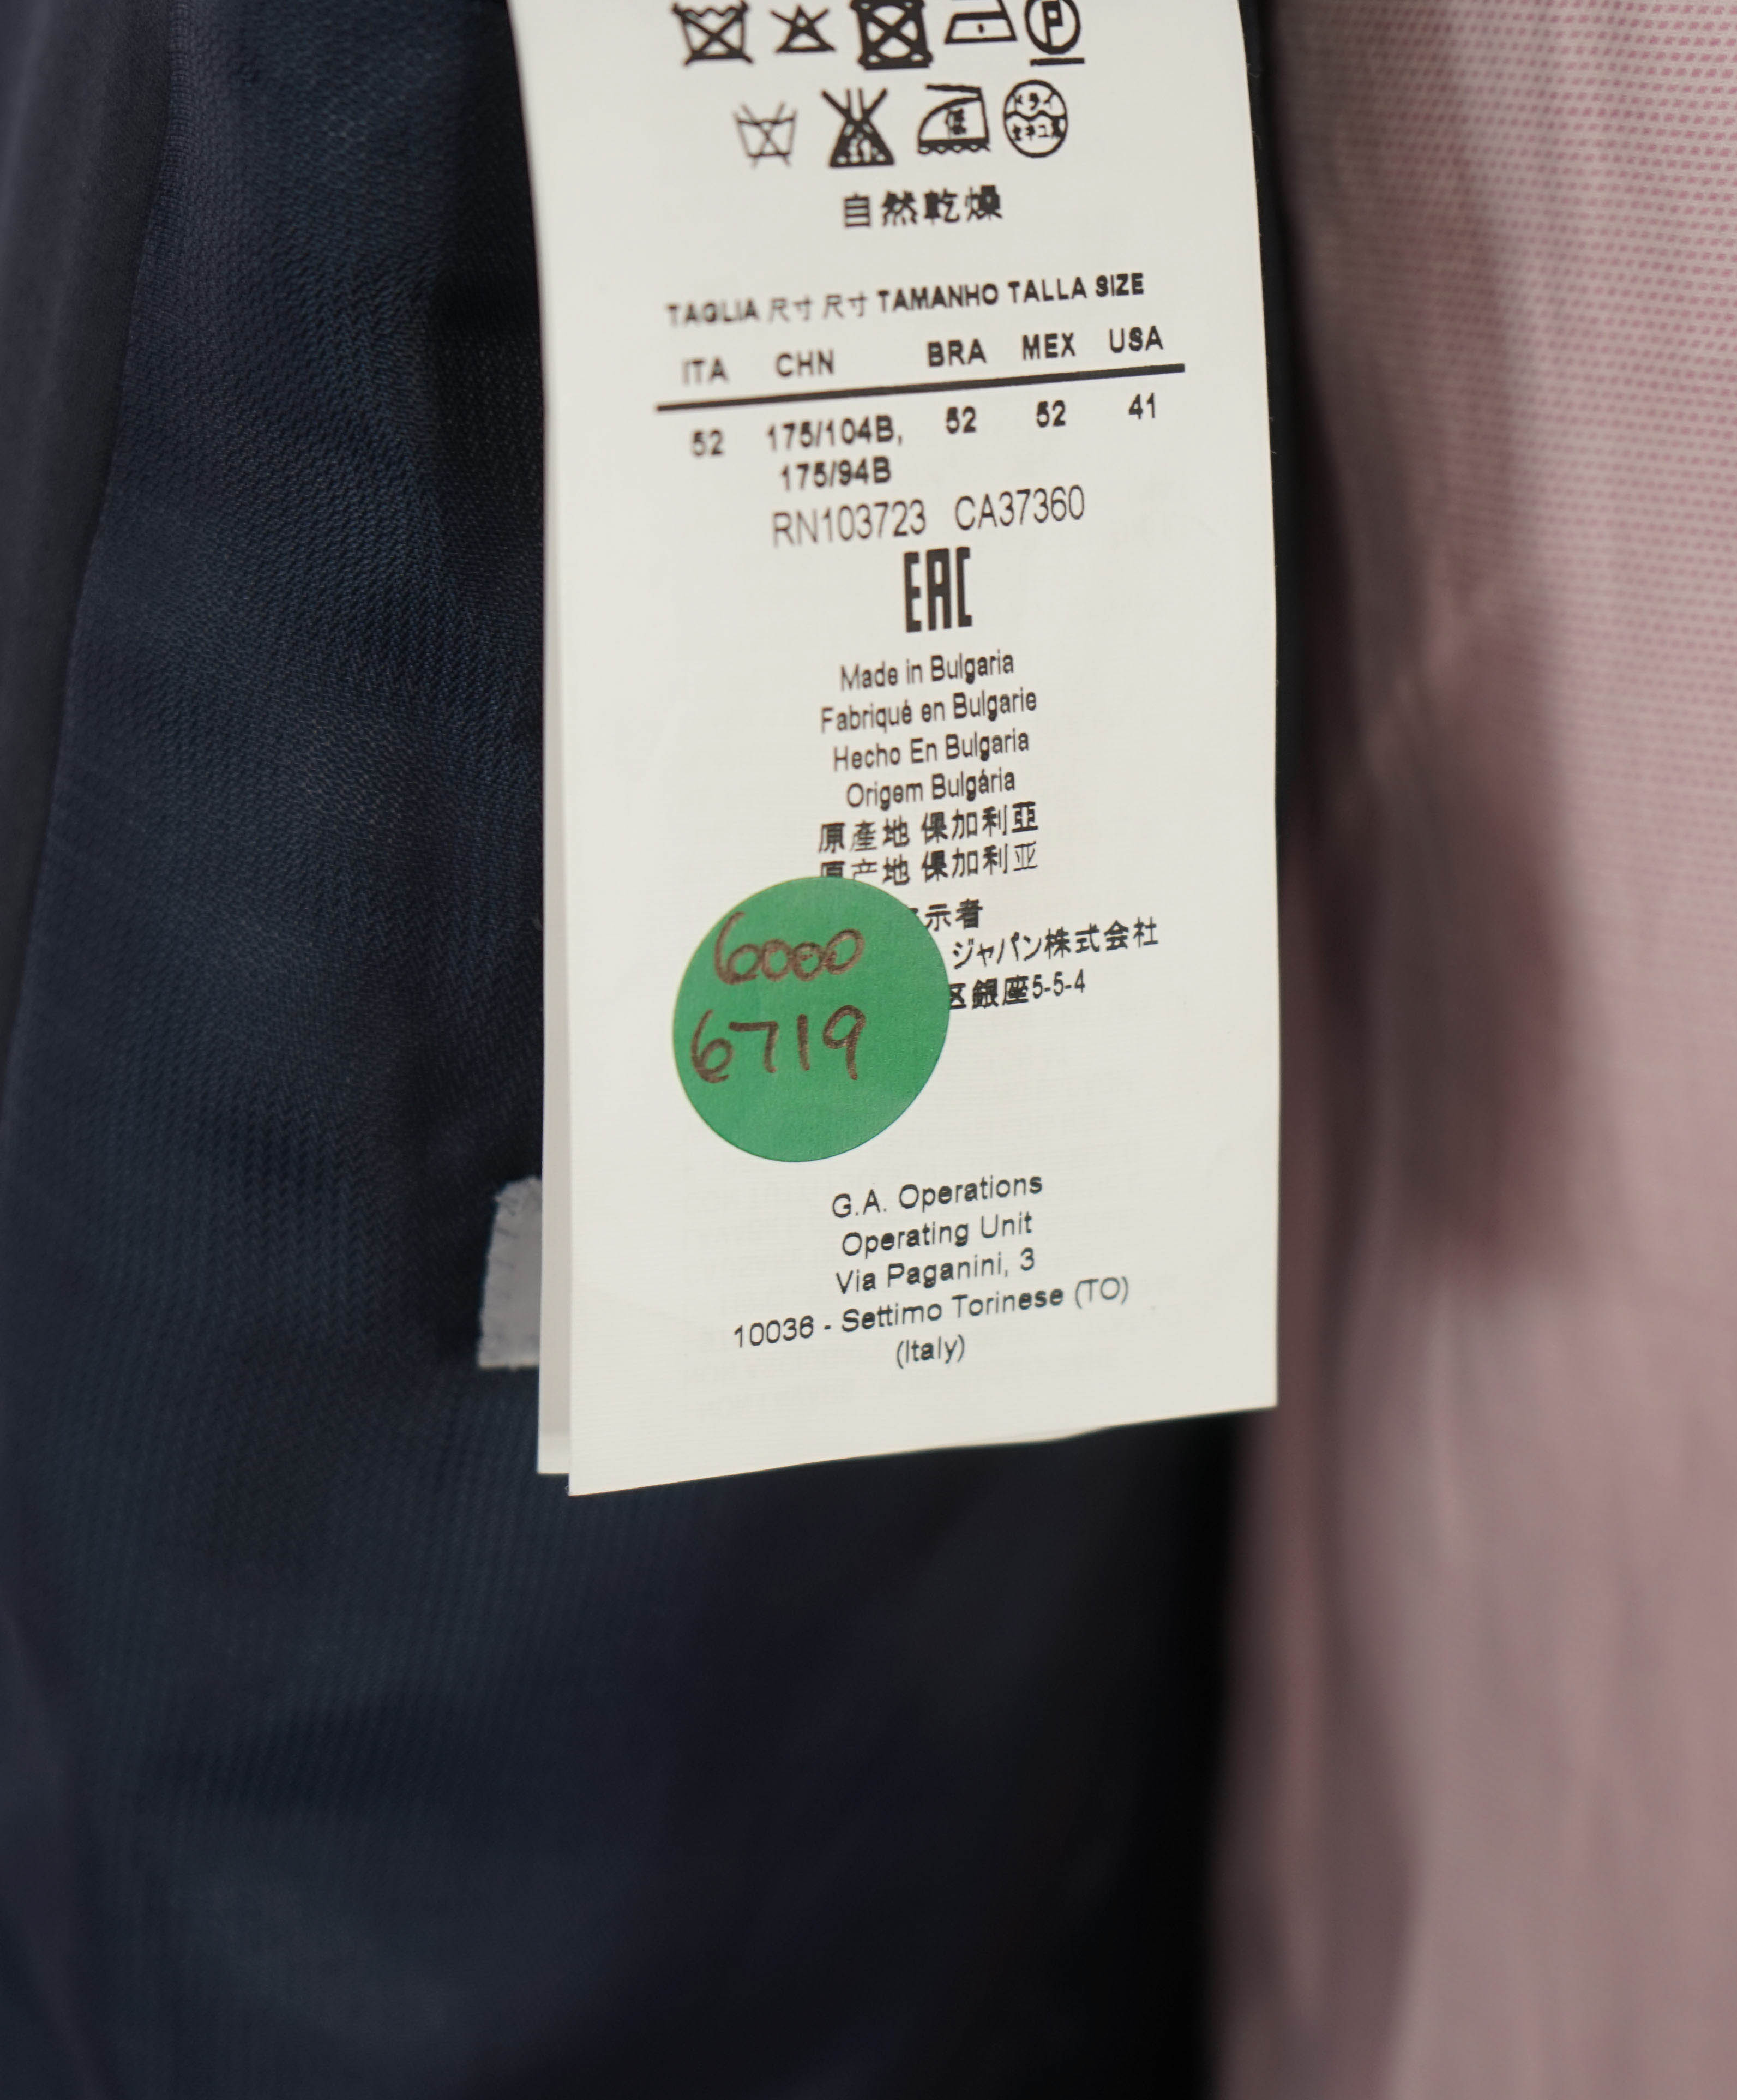 自然乾燥
TAGLIA 尺寸 尺寸 TAMANHO TALLA SIZE
ITA CHN BRA MEX USA
52 175/104B, 52 52 41
175/94B
RN103723 CA37360
EAC
Made in Bulgaria
Fabriqué en Bulgarie
Hecho En Bulgaria
Origem Bulgária
原產地 保加利亞
原产地 保加利亚
示者
ジャパン株式会社
区銀座5-5-4
6000
6719
G.A. Operations
Operating Unit
Via Paganini, 3
10036 - Settimo Torinese (TO)
(Italy)